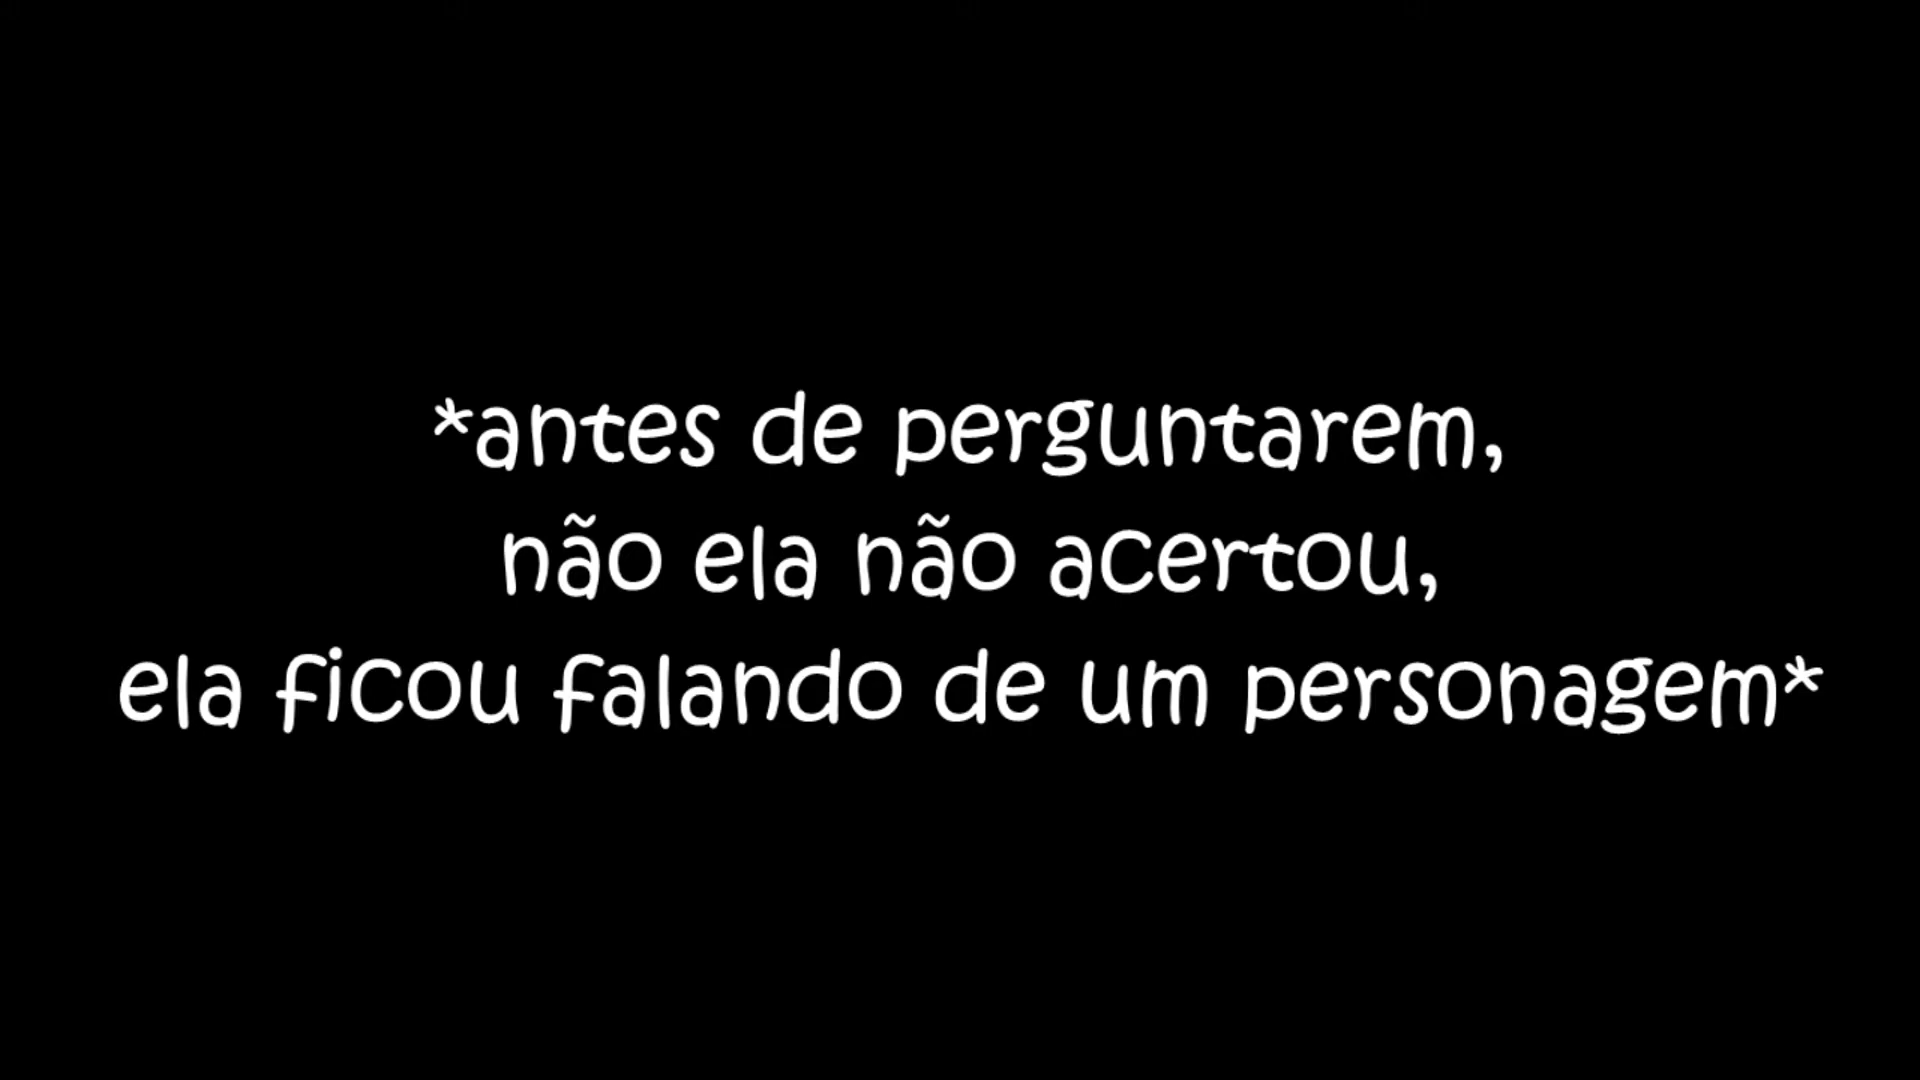 *antes de perguntarem,
não ela não acertou,
ela ficou falando de um personagem*